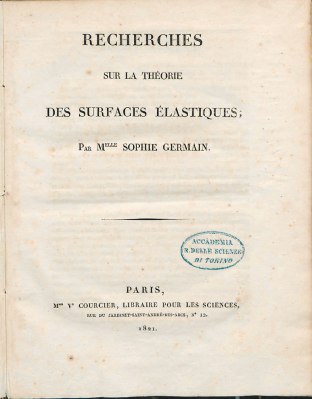 RECHERCHES
SUR LA THÉORIE
DES SURFACES ÉLASTIQUES;
PAR MELLE SOPHIE GERMAIN.
ACCADEMIA
R. DELLE SCIENZE
DI TORINO
PARIS,
MME VE COURCIER, LIBRAIRE POUR LES SCIENCES,
RUE DU JARDINET-SAINT-ANDRÉ-DES-ARCS, N° 12.
1821.